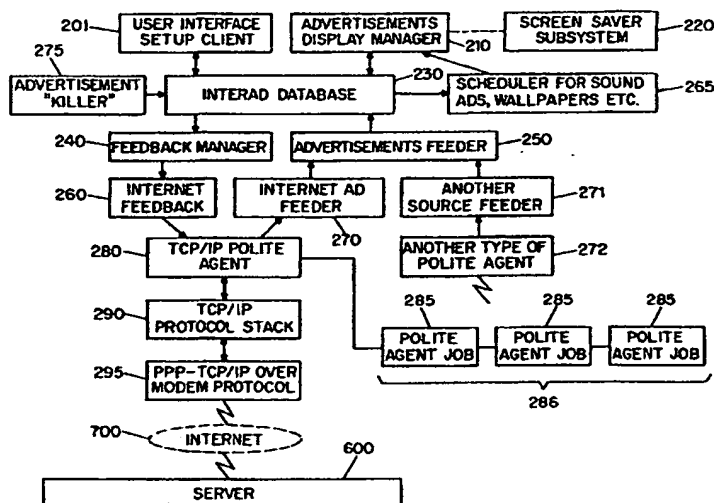 201
USER INTERFACE
SETUP CLIENT
ADVERTISEMENTS
DISPLAY MANAGER
210
SCREEN SAVER
SUBSYSTEM
220
275
ADVERTISEMENT
"KILLER"
230
INTERAD DATABASE
SCHEDULER FOR SOUND
ADS, WALLPAPERS ETC.
265
240
FEEDBACK MANAGER
ADVERTISEMENTS FEEDER
250
260
INTERNET
FEEDBACK
INTERNET AD
FEEDER
270
ANOTHER
SOURCE FEEDER
271
280
TCP/IP POLITE
AGENT
ANOTHER TYPE OF
POLITE AGENT
272
290
TCP/IP
PROTOCOL STACK
285
285
285
POLITE
AGENT JOB
POLITE
AGENT JOB
POLITE
AGENT JOB
286
295
PPP-TCP/IP OVER
MODEM PROTOCOL
700
INTERNET
600
SERVER